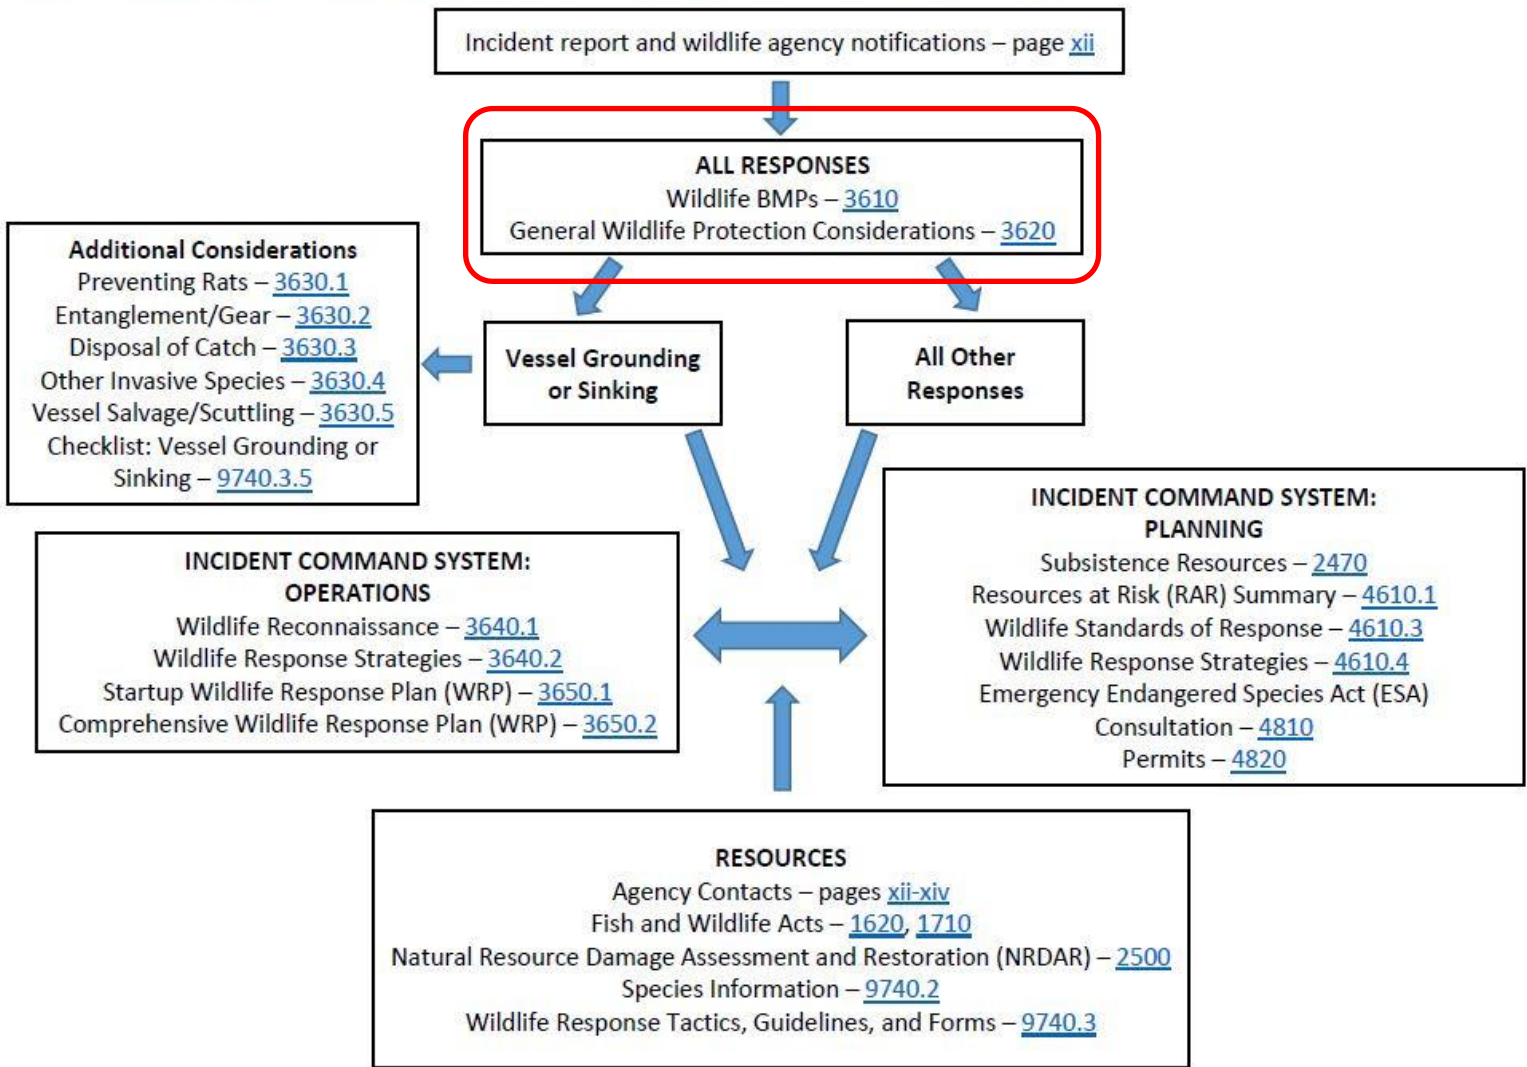 Incident report and wildlife agency notifications – page xii
ALL RESPONSES
Wildlife BMPs – 3610
General Wildlife Protection Considerations – 3620
Additional Considerations
Preventing Rats – 3630.1
Entanglement/Gear – 3630.2
Disposal of Catch – 3630.3
Other Invasive Species – 3630.4
Vessel Salvage/Scuttling – 3630.5
Checklist: Vessel Grounding or
Sinking – 9740.3.5
Vessel Grounding
or Sinking
All Other
Responses
INCIDENT COMMAND SYSTEM:
OPERATIONS
Wildlife Reconnaissance – 3640.1
Wildlife Response Strategies – 3640.2
Startup Wildlife Response Plan (WRP) – 3650.1
Comprehensive Wildlife Response Plan (WRP) – 3650.2
INCIDENT COMMAND SYSTEM:
PLANNING
Subsistence Resources – 2470
Resources at Risk (RAR) Summary – 4610.1
Wildlife Standards of Response – 4610.3
Wildlife Response Strategies – 4610.4
Emergency Endangered Species Act (ESA)
Consultation – 4810
Permits – 4820
RESOURCES
Agency Contacts – pages xii-xiv
Fish and Wildlife Acts – 1620, 1710
Natural Resource Damage Assessment and Restoration (NRDAR) – 2500
Species Information – 9740.2
Wildlife Response Tactics, Guidelines, and Forms – 9740.3